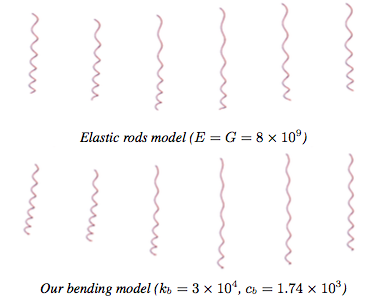 Elastic rods model (E = G = 8 × 10⁹)
Our bending model (k_b = 3 × 10⁴, c_b = 1.74 × 10³)